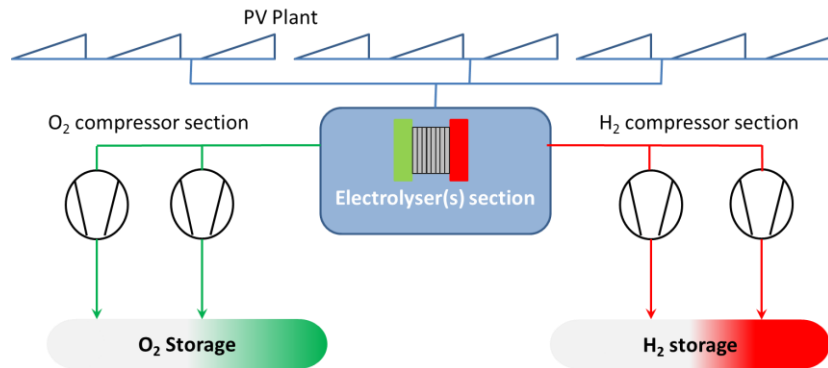 PV Plant
O₂ compressor section
H₂ compressor section
Electrolyser(s) section
O₂ Storage
H₂ storage